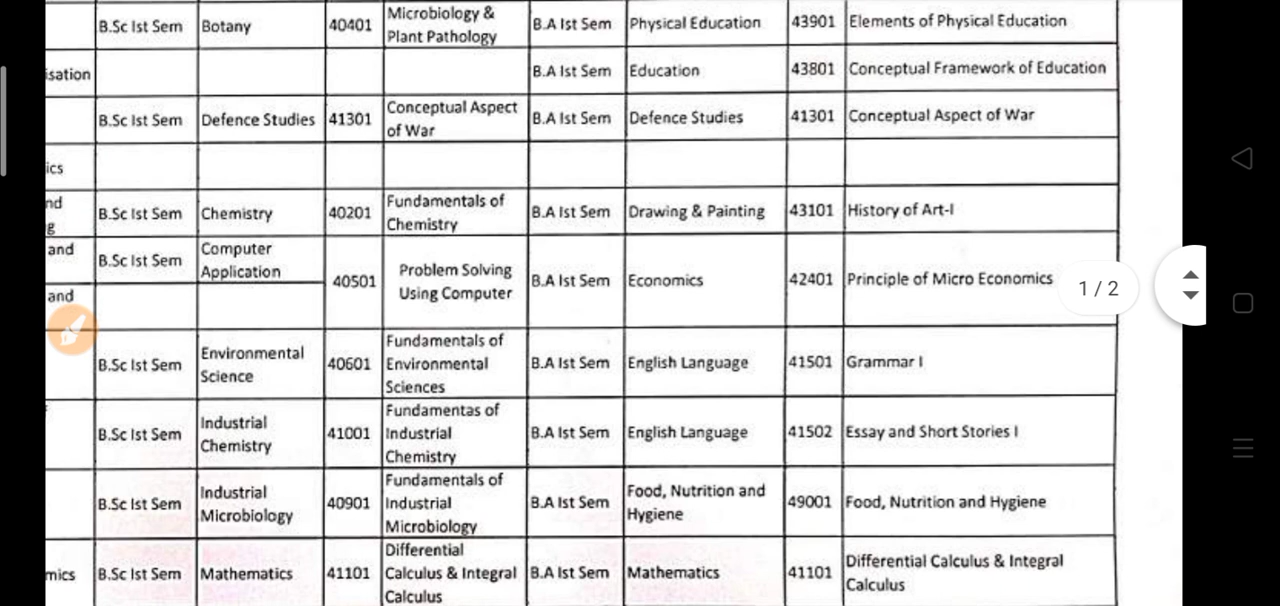 B.Sc Ist Sem Botany 40401 Microbiology & Plant Pathology B.A Ist Sem Physical Education 43901 Elements of Physical Education
isation B.A Ist Sem Education 43801 Conceptual Framework of Education
B.Sc Ist Sem Defence Studies 41301 Conceptual Aspect of War B.A Ist Sem Defence Studies 41301 Conceptual Aspect of War
ics
nd g B.Sc Ist Sem Chemistry 40201 Fundamentals of Chemistry B.A Ist Sem Drawing & Painting 43101 History of Art-I
and B.Sc Ist Sem Computer Application 40501 Problem Solving Using Computer B.A Ist Sem Economics 42401 Principle of Micro Economics
and
1 / 2
B.Sc Ist Sem Environmental Science 40601 Fundamentals of Environmental Sciences B.A Ist Sem English Language 41501 Grammar I
B.Sc Ist Sem Industrial Chemistry 41001 Fundamentas of Industrial Chemistry B.A Ist Sem English Language 41502 Essay and Short Stories I
B.Sc Ist Sem Industrial Microbiology 40901 Fundamentals of Industrial Microbiology B.A Ist Sem Food, Nutrition and Hygiene 49001 Food, Nutrition and Hygiene
mics B.Sc Ist Sem Mathematics 41101 Differential Calculus & Integral Calculus B.A Ist Sem Mathematics 41101 Differential Calculus & Integral Calculus